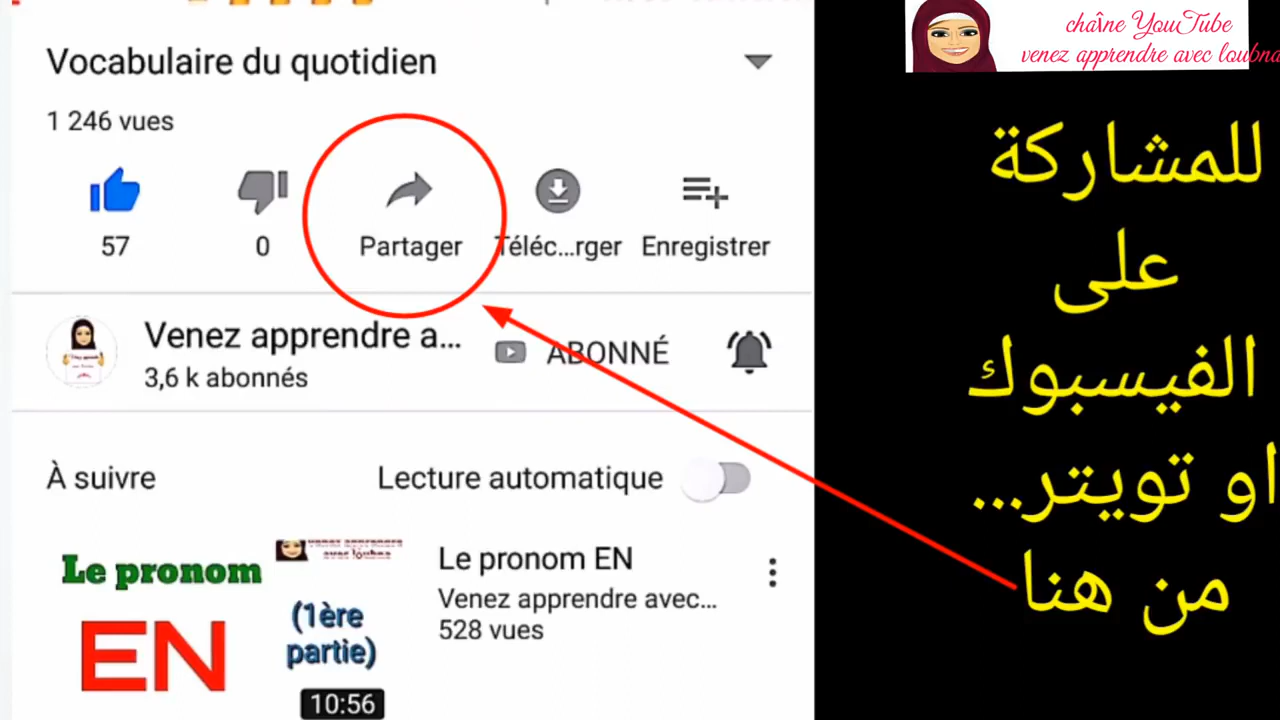 chaîne YouTube
venez apprendre avec loubna
Vocabulaire du quotidien
1 246 vues
57
0
Partager
Téléc...rger
Enregistrer
Venez apprendre a...
3,6 k abonnés
ABONNÉ
À suivre
Lecture automatique
Le pronom
EN
(1ère
partie)
10:56
Le pronom EN
Venez apprendre avec...
528 vues
للمشاركة
على
الفيسبوك
او تويتر...
من هنا